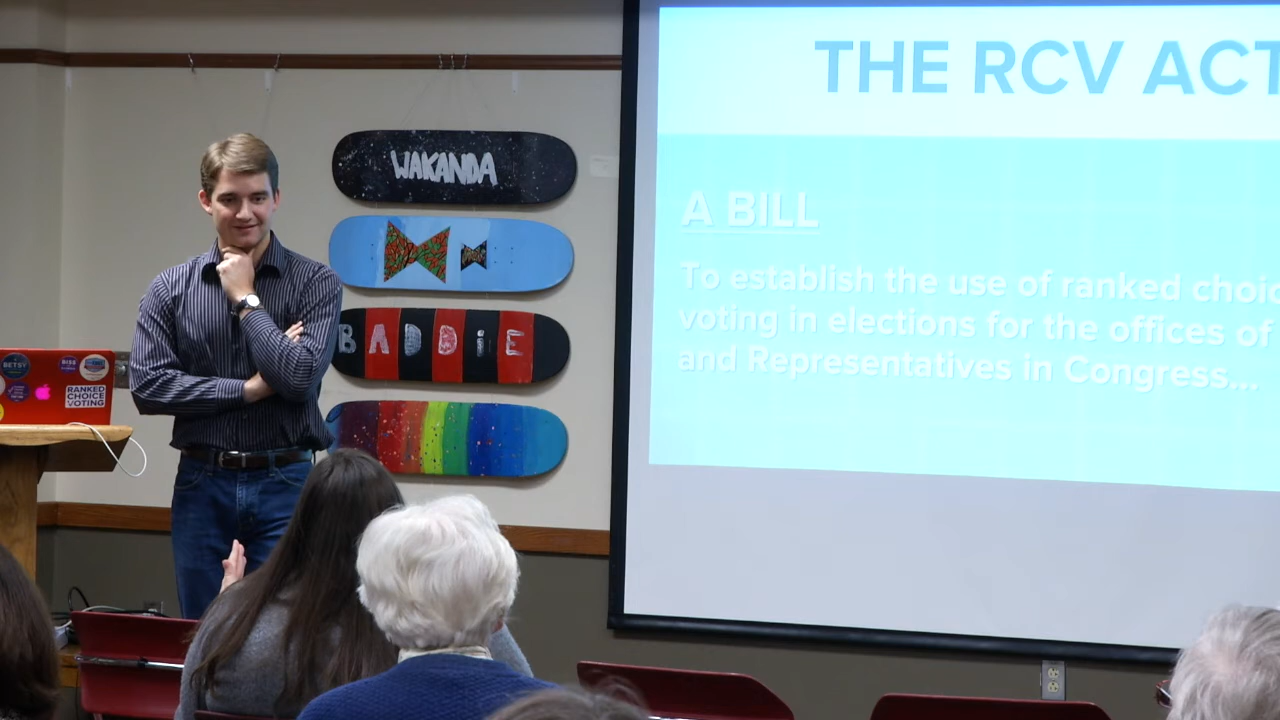 THE RCV ACT
A BILL
To establish the use of ranked choic
voting in elections for the offices of
and Representatives in Congress...
WAKANDA
BADDiE
BETSY
RANKED
CHOICE
VOTING